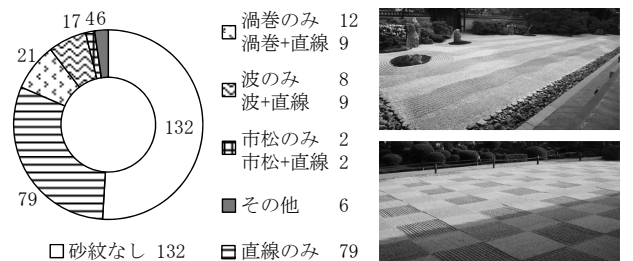 17 46
21
132
79
渦巻のみ 12
渦巻+直線 9
波のみ 8
波+直線 9
市松のみ 2
市松+直線 2
その他 6
砂紋なし 132
直線のみ 79